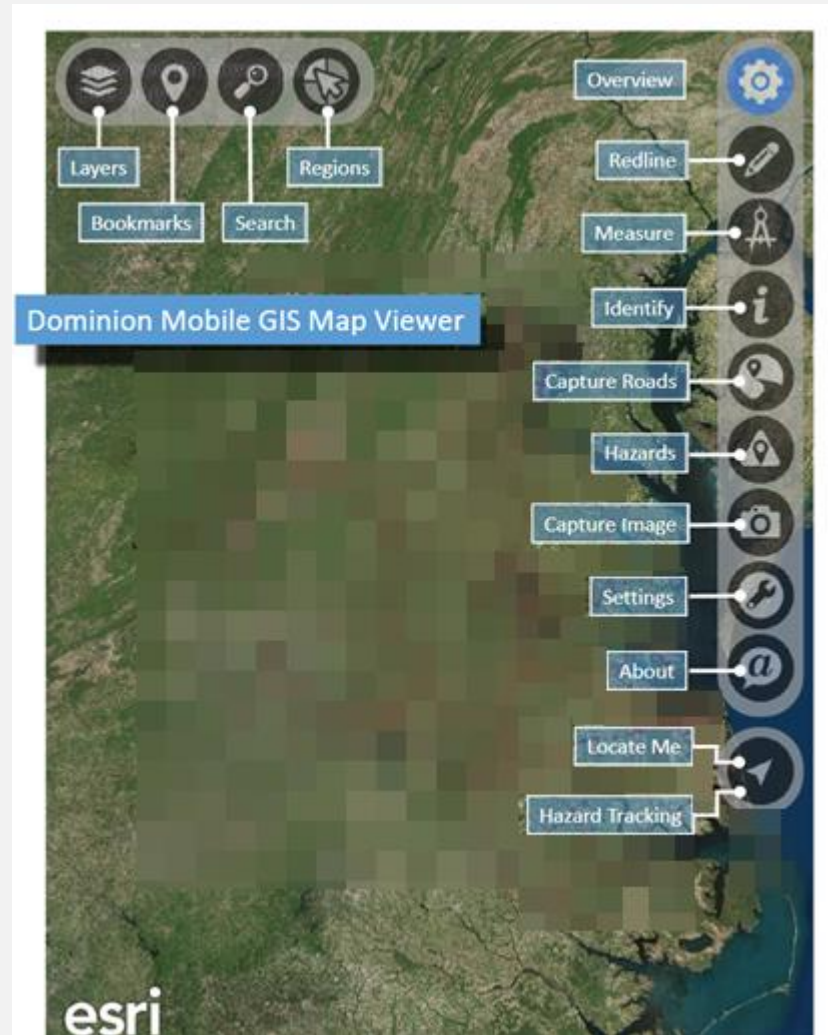 Overview
Layers
Regions
Redline
Bookmarks
Search
Measure
Dominion Mobile GIS Map Viewer
Identify
Capture Roads
Hazards
Capture Image
Settings
About
Locate Me
Hazard Tracking
esri